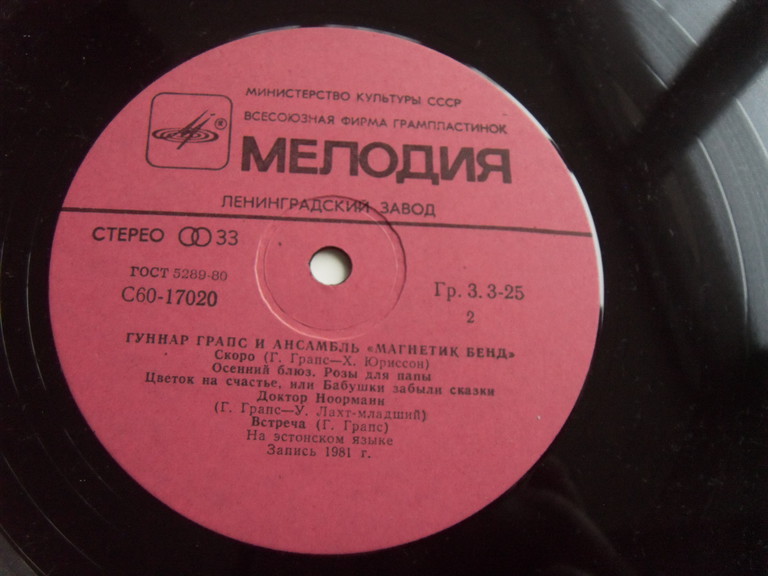 МИНИСТЕРСТВО КУЛЬТУРЫ СССР
ВСЕСОЮЗНАЯ ФИРМА ГРАМПЛАСТИНОК
®
МЕЛОДИЯ
ЛЕНИНГРАДСКИЙ ЗАВОД
СТЕРЕО 33
ГОСТ 5289-80
С60-17020
Гр. 3. 3-25
2
ГУННАР ГРАПС И АНСАМБЛЬ «МАГНЕТИК БЕНД»
Скоро (Г. Грапс—Х. Юриссон)
Осенний блюз. Розы для папы
Цветок на счастье, или Бабушки забыли сказки
Доктор Ноорманн
(Г. Грапс—У. Лахт-младший)
Встреча (Г. Грапс)
На эстонском языке
Запись 1981 г.